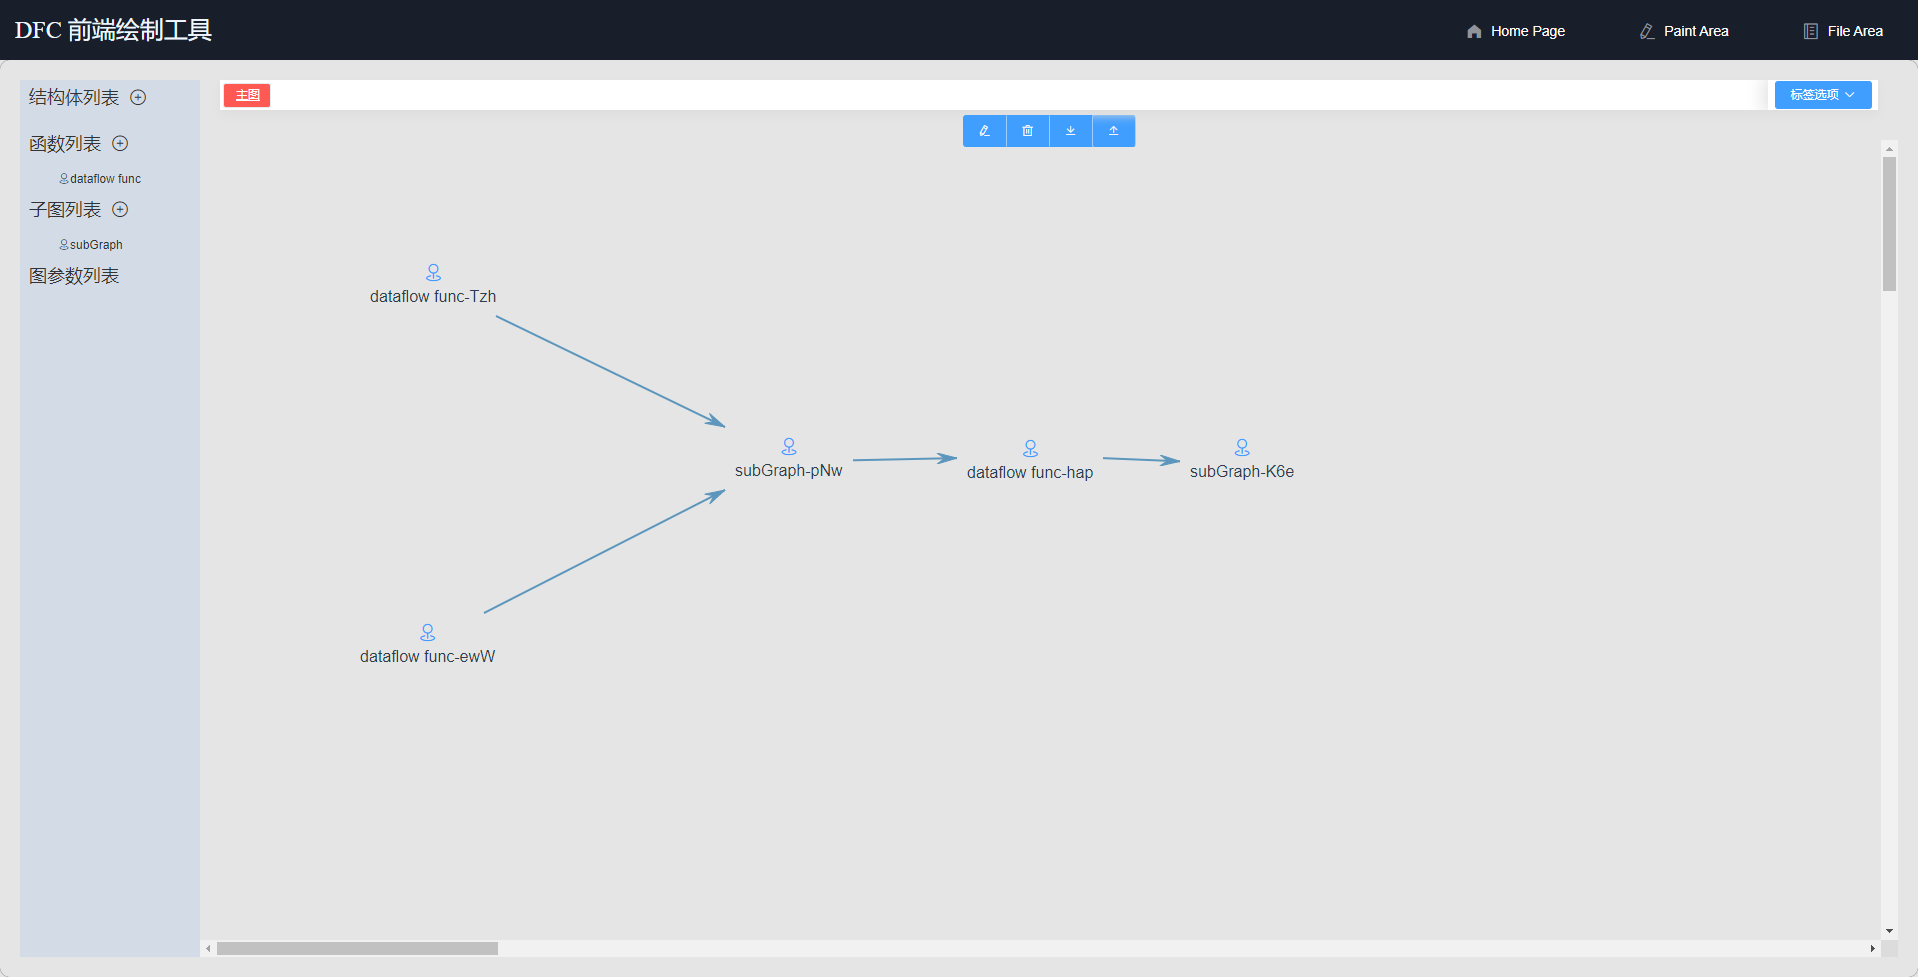 DFC 前端绘制工具
Home Page
Paint Area
File Area
结构体列表
函数列表
dataflow func
子图列表
subGraph
图参数列表
主图
标签选项
dataflow func-Tzh
subGraph-pNw
dataflow func-hap
subGraph-K6e
dataflow func-ewW